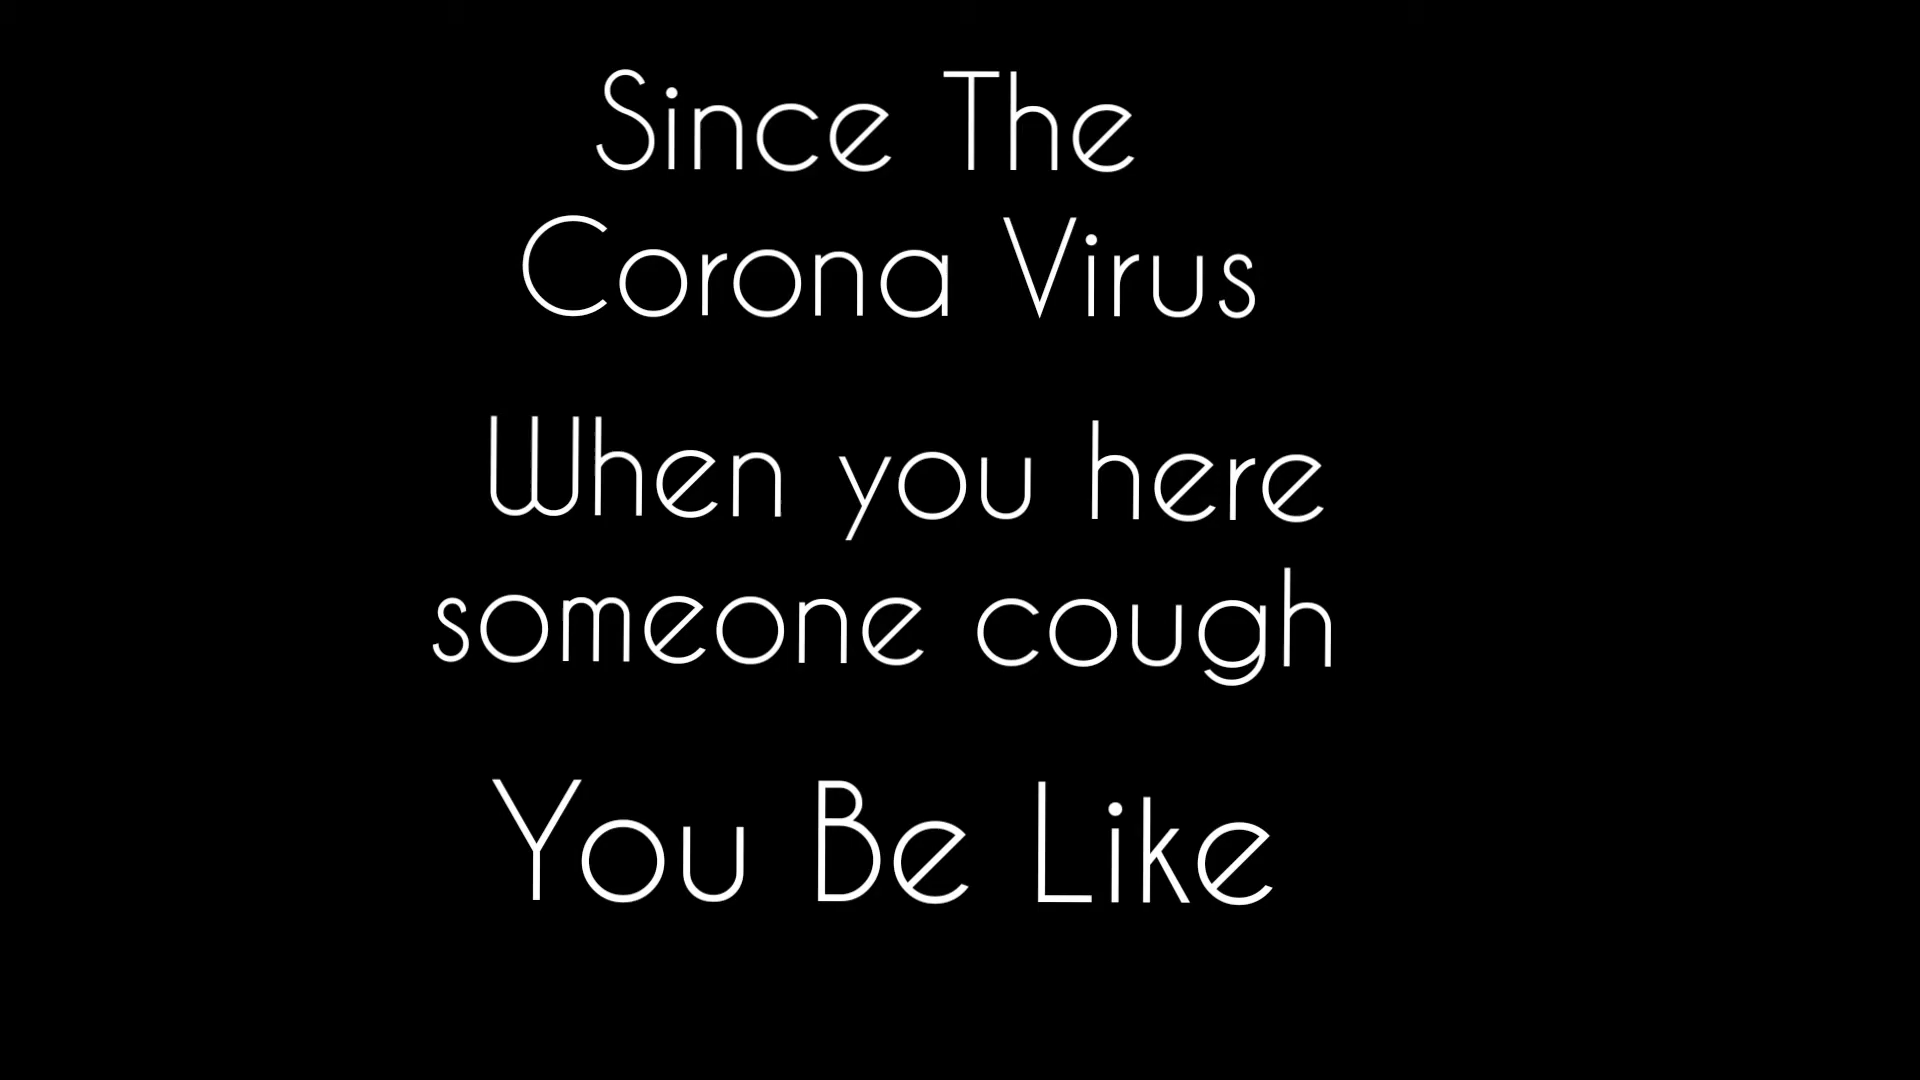 Since The
Corona Virus
When you here
someone cough
You Be Like